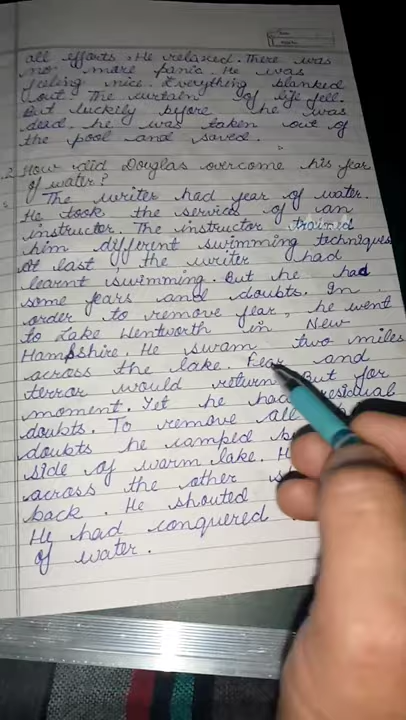 all efforts. He relaxed. There was
nor more panic. He was
feeling nice. Everything blanked
out. The curtain of life fell.
But luckily before he was
dead. he was taken out of
the pool and saved.
2. How did Douglas overcome his fear
of water?
The writer had fear of water.
He took the service of an
instructor. The instructor trained
him different swimming techniques
At last, the writer had
learnt swimming. But he had
some fears and doubts. In
order to remove fear, he went
to Lake Wentworth in New
Hampshire. He swam two miles
across the lake. Fear and
terror would return. But for
moment. Yet he had residual
doubts. To remove all
doubts he camped
side of warm lake.
across the other
back. He shouted
He had conquered
of water.